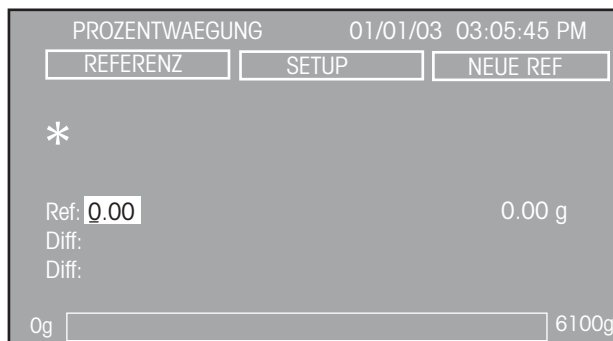 PROZENTWAEGUNG 01/01/03 03:05:45 PM
REFERENZ SETUP NEUE REF
*
Ref: 0.00 0.00 g
Diff:
Diff:
0g 6100g